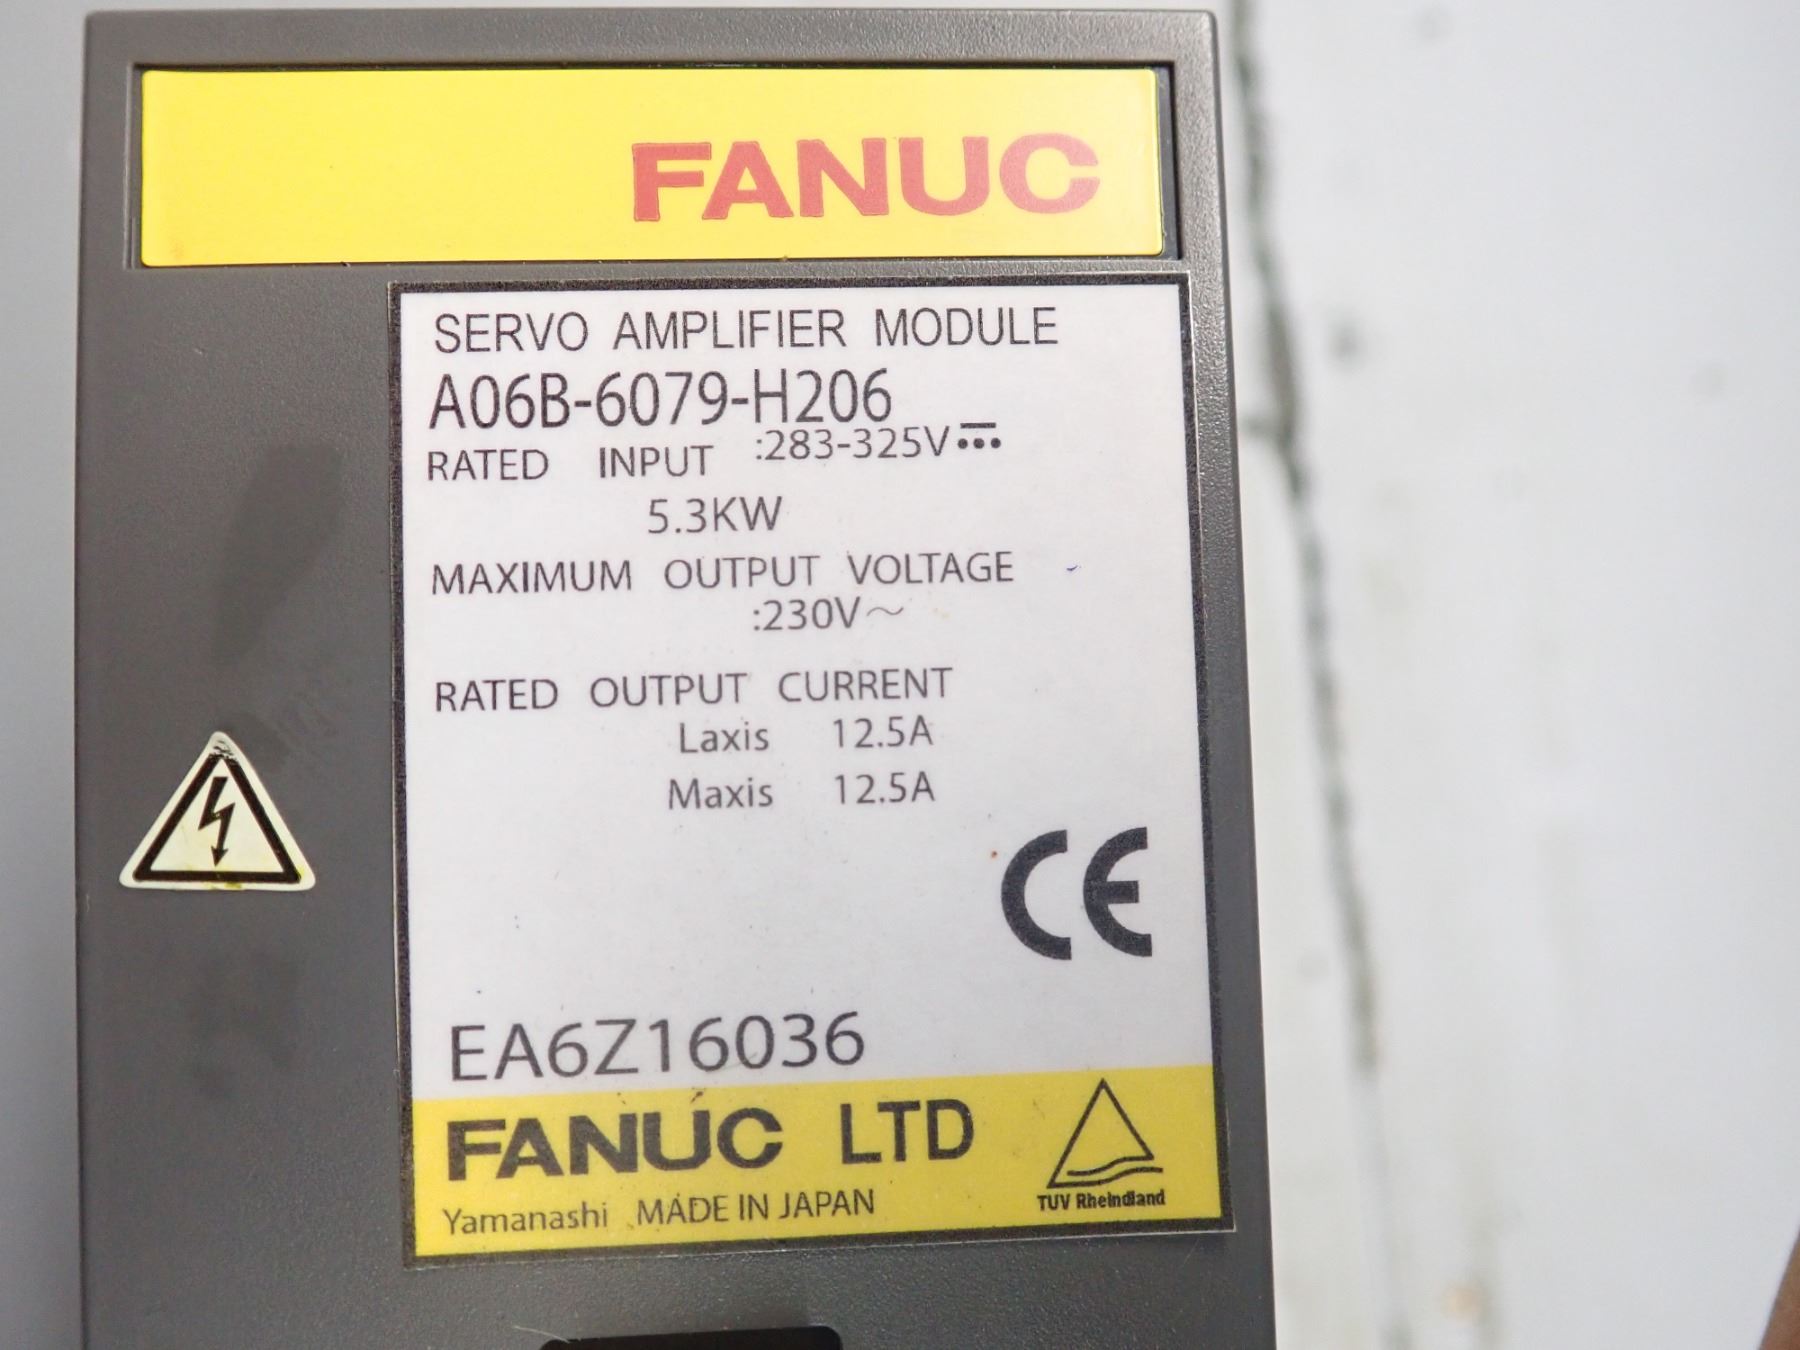 FANUC
SERVO AMPLIFIER MODULE
A06B-6079-H206
RATED INPUT :283-325V⎓
5.3KW
MAXIMUM OUTPUT VOLTAGE
:230V~
RATED OUTPUT CURRENT
Laxis 12.5A
Maxis 12.5A
CE
EA6Z16036
FANUC LTD
Yamanashi MADE IN JAPAN
TUV Rheindland